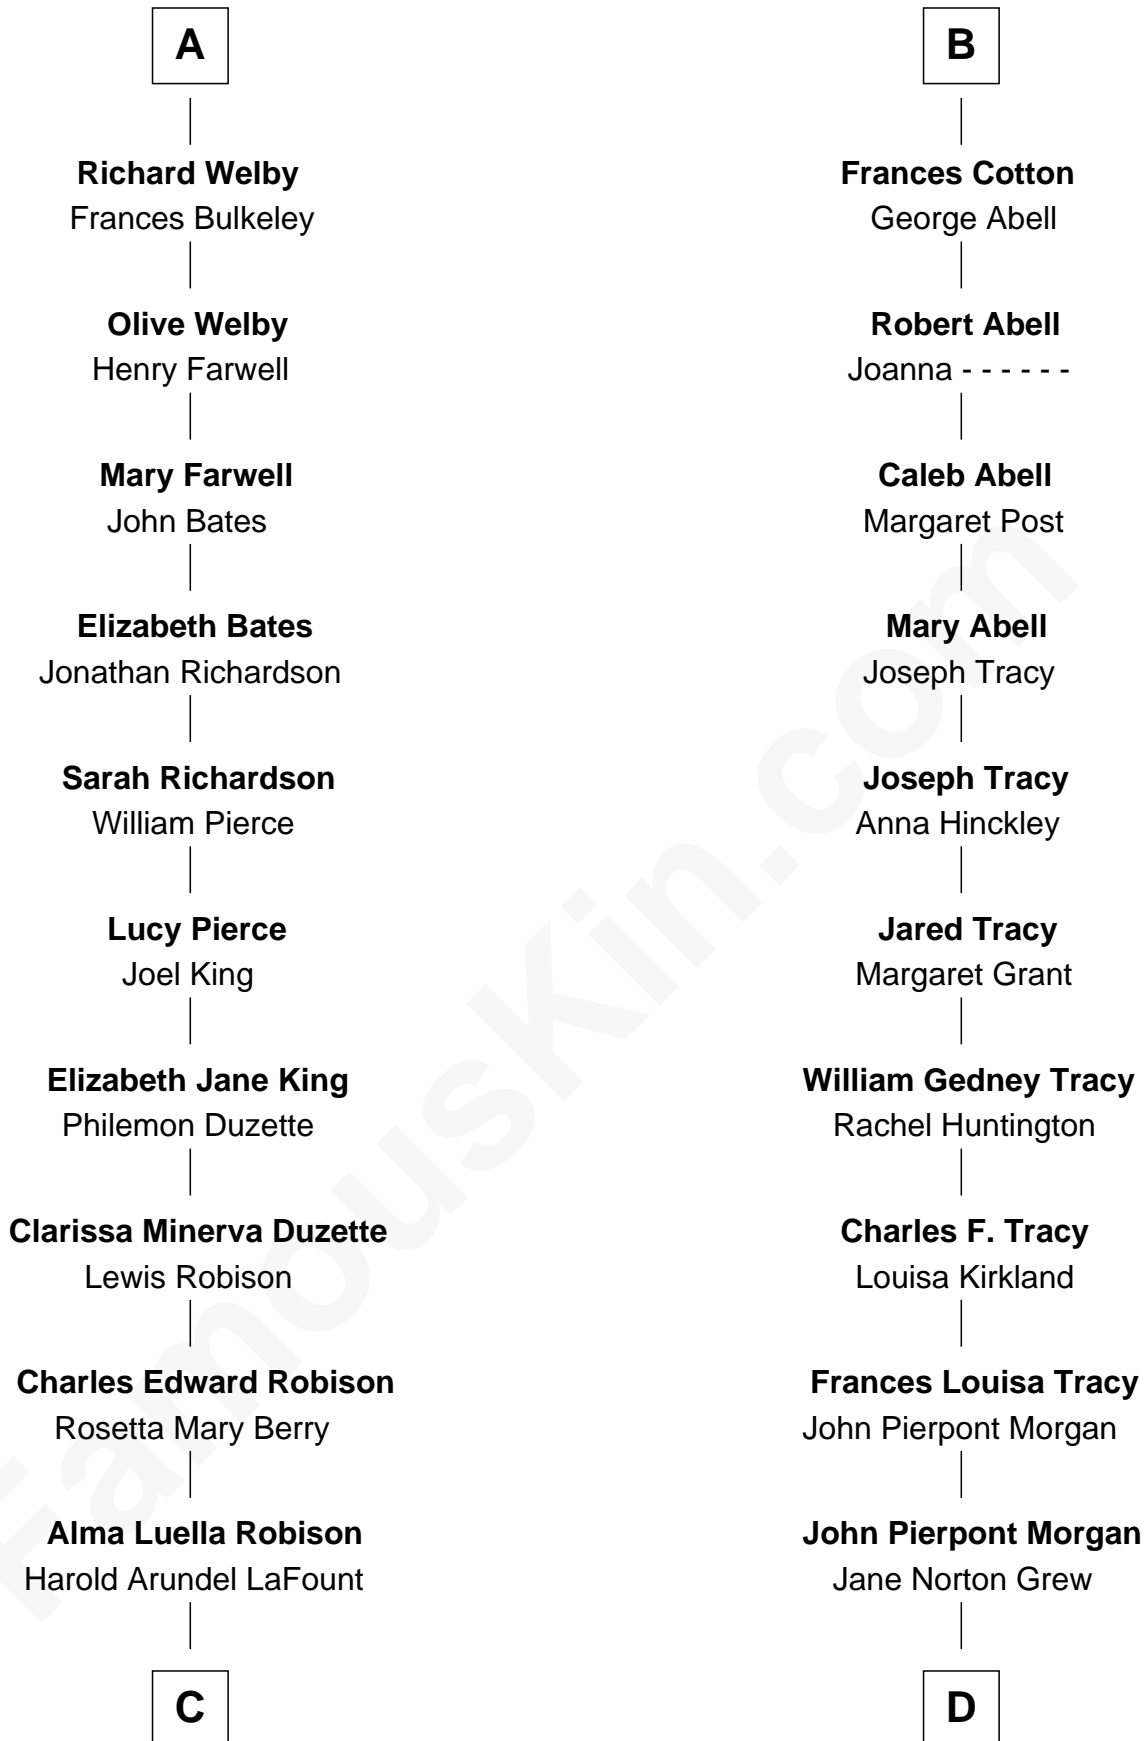 A
Richard Welby
Frances Bulkeley
Olive Welby
Henry Farwell
Mary Farwell
John Bates
Elizabeth Bates
Jonathan Richardson
Sarah Richardson
William Pierce
Lucy Pierce
Joel King
Elizabeth Jane King
Philemon Duzette
Clarissa Minerva Duzette
Lewis Robison
Charles Edward Robison
Rosetta Mary Berry
Alma Luella Robison
Harold Arundel LaFount
C
B
Frances Cotton
George Abell
Robert Abell
Joanna - - - - - -
Caleb Abell
Margaret Post
Mary Abell
Joseph Tracy
Joseph Tracy
Anna Hinckley
Jared Tracy
Margaret Grant
William Gedney Tracy
Rachel Huntington
Charles F. Tracy
Louisa Kirkland
Frances Louisa Tracy
John Pierpont Morgan
John Pierpont Morgan
Jane Norton Grew
D
FamousKin.com